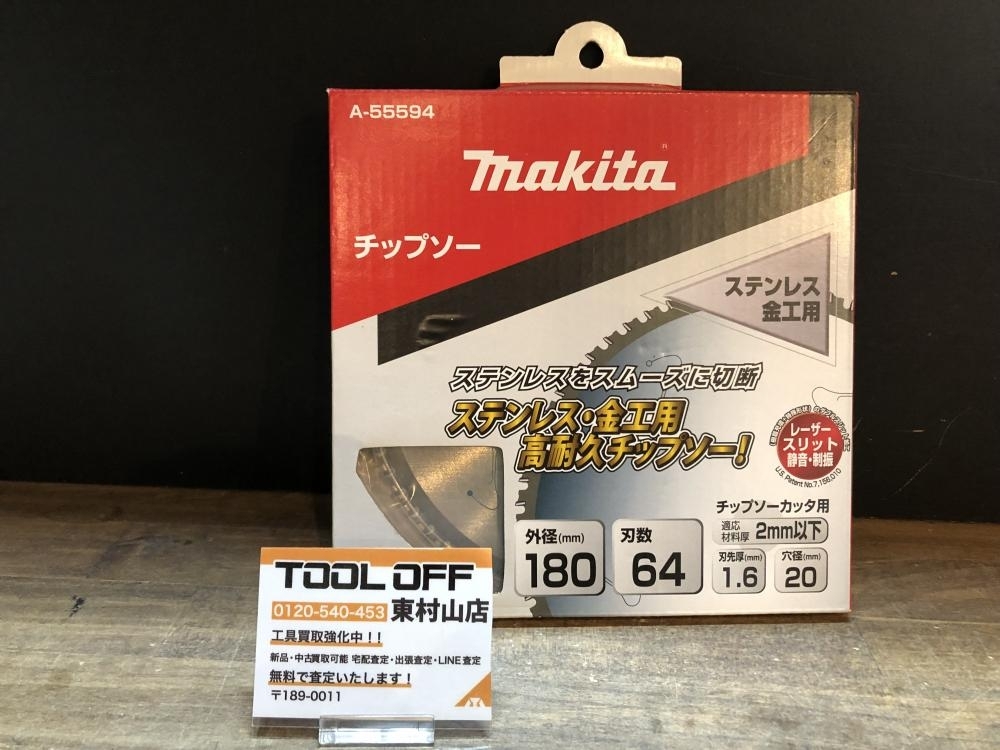 A-55594
makita
チップソー
ステンレス
金工用
ステンレスをスムーズに切断
ステンレス・金工用
高耐久チップソー!
レーザー
スリット
静音・制振
U.S. Patent No.7,156,010
チップソーカッタ用
適応
材料厚 2mm以下
外径(mm)
180
刃数
64
刃先厚(mm)
1.6
穴径(mm)
20
TOOL OFF
0120-540-453 東村山店
工具買取強化中!!
新品・中古買取可能 宅配査定・出張査定・LINE査定
無料で査定いたします!
〒189-0011